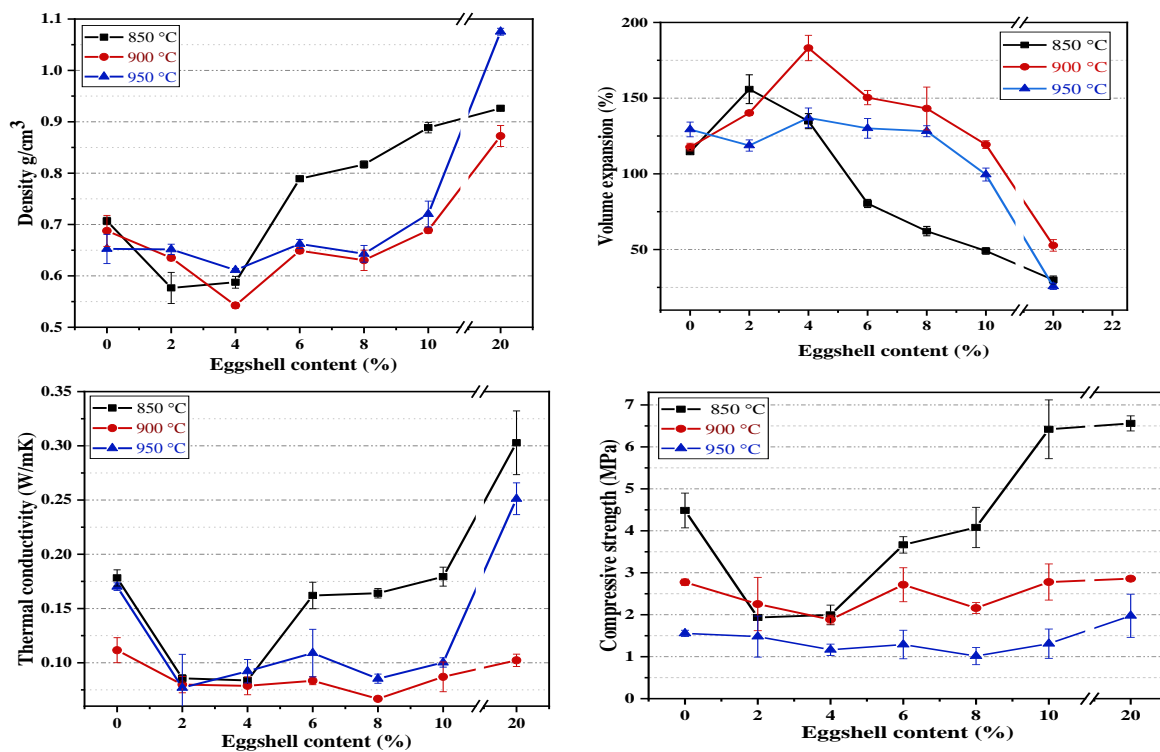 Density g/cm³
1.1
1.0
0.9
0.8
0.7
0.6
0.5
850 °C
900 °C
950 °C
0 2 4 6 8 10 20
Eggshell content (%)
Volume expansion (%)
200
150
100
50
850 °C
900 °C
950 °C
0 2 4 6 8 10 20 22
Eggshell content (%)
Thermal conductivity (W/mK)
0.35
0.30
0.25
0.20
0.15
0.10
850 °C
900 °C
950 °C
0 2 4 6 8 10 20
Eggshell content (%)
Compressive strength (MPa)
7
6
5
4
3
2
1
0
850 °C
900 °C
950 °C
0 2 4 6 8 10 20
Eggshell content (%)